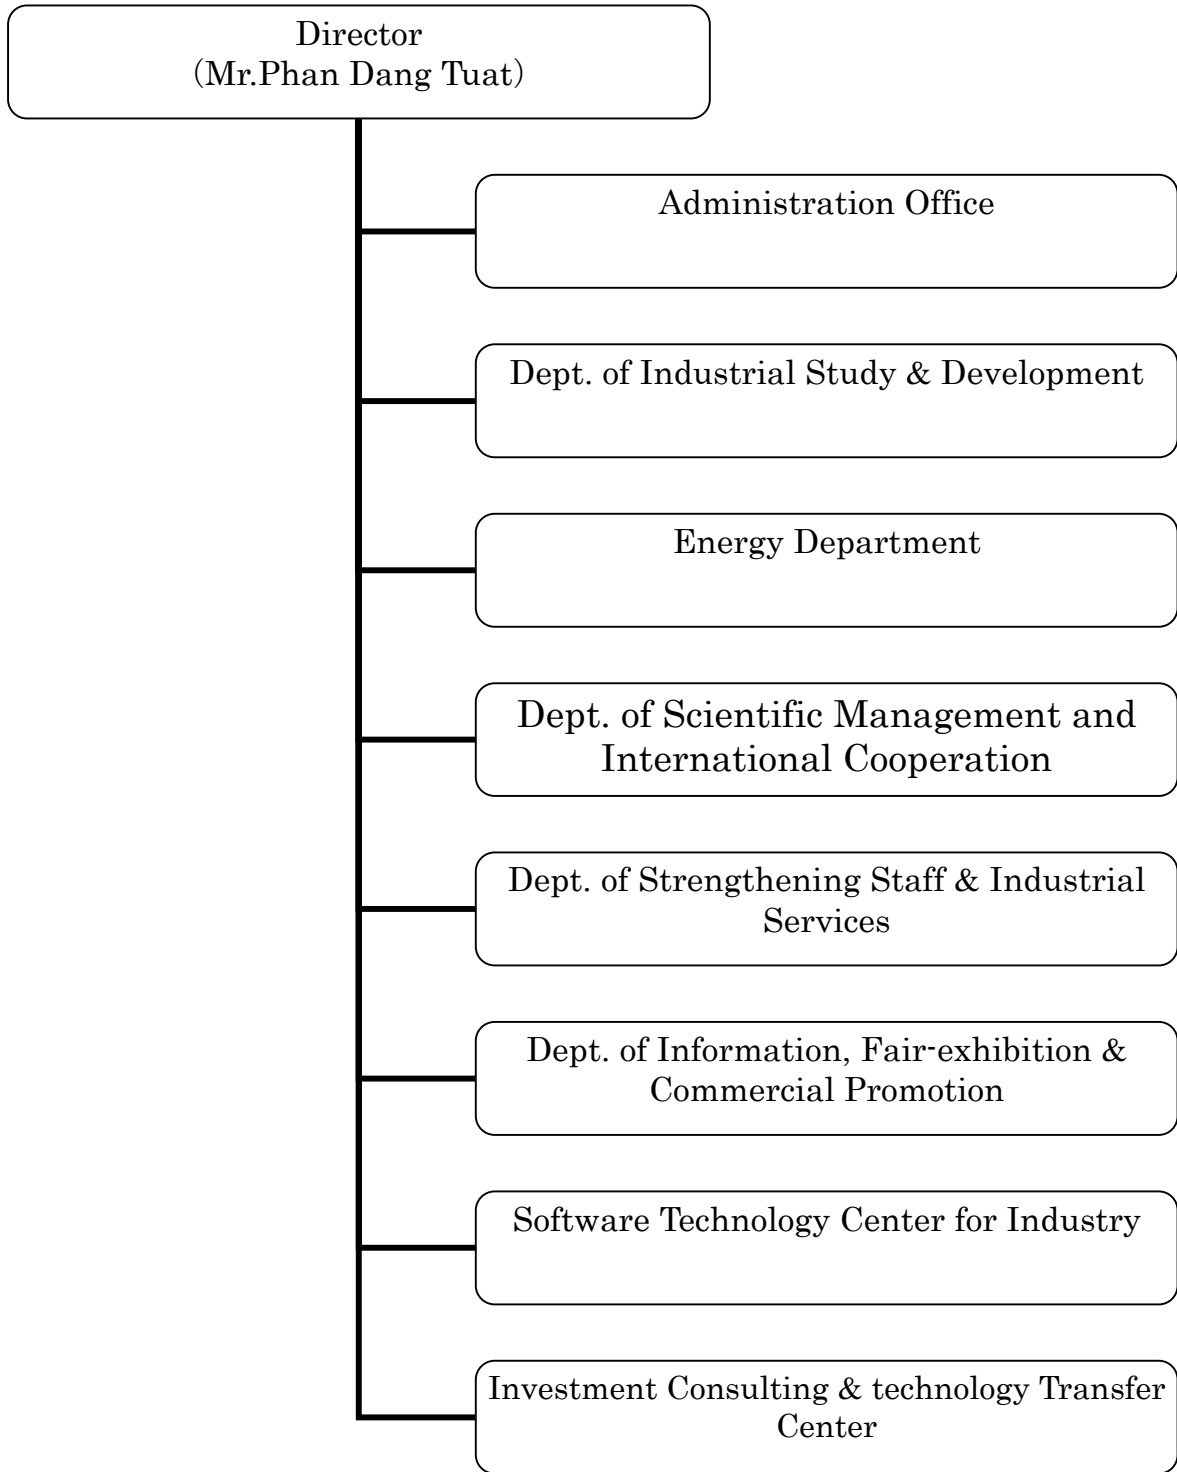 Director
(Mr.Phan Dang Tuat)
Administration Office
Dept. of Industrial Study & Development
Energy Department
Dept. of Scientific Management and
International Cooperation
Dept. of Strengthening Staff & Industrial
Services
Dept. of Information, Fair-exhibition &
Commercial Promotion
Software Technology Center for Industry
Investment Consulting & technology Transfer
Center